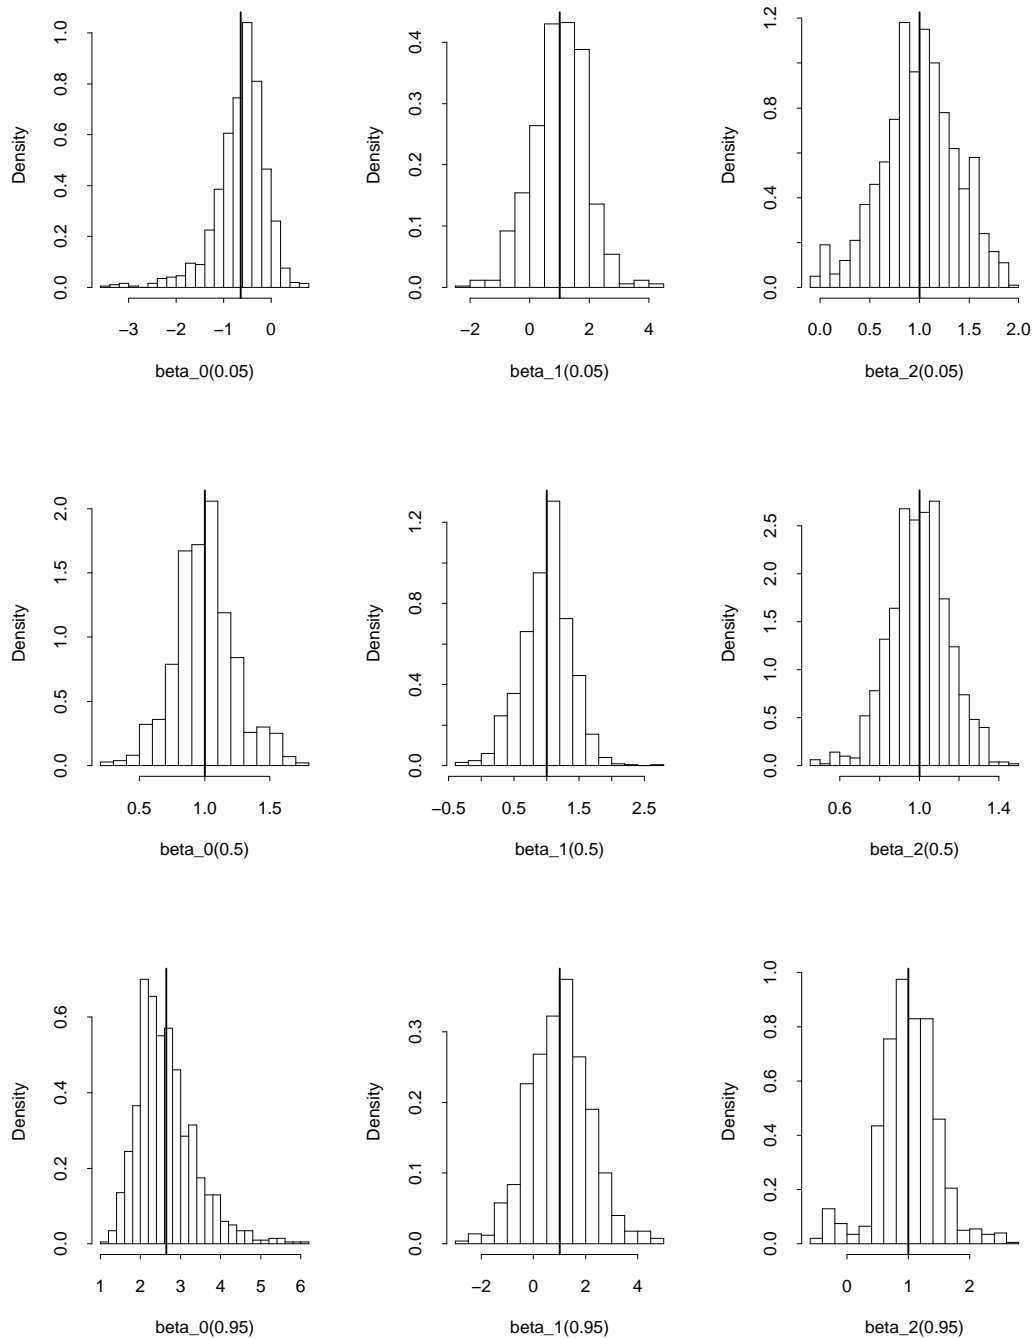 Density
0.0 0.2 0.4 0.6 0.8 1.0
−3 −2 −1 0
beta_0(0.05)
Density
0.0 0.1 0.2 0.3 0.4
−2 0 2 4
beta_1(0.05)
Density
0.0 0.4 0.8 1.2
0.0 0.5 1.0 1.5 2.0
beta_2(0.05)
Density
0.0 0.5 1.0 1.5 2.0
0.5 1.0 1.5
beta_0(0.5)
Density
0.0 0.4 0.8 1.2
−0.5 0.5 1.5 2.5
beta_1(0.5)
Density
0.0 0.5 1.0 1.5 2.0 2.5
0.6 1.0 1.4
beta_2(0.5)
Density
0.0 0.2 0.4 0.6
1 2 3 4 5 6
beta_0(0.95)
Density
0.0 0.1 0.2 0.3
−2 0 2 4
beta_1(0.95)
Density
0.0 0.2 0.4 0.6 0.8 1.0
0 1 2
beta_2(0.95)